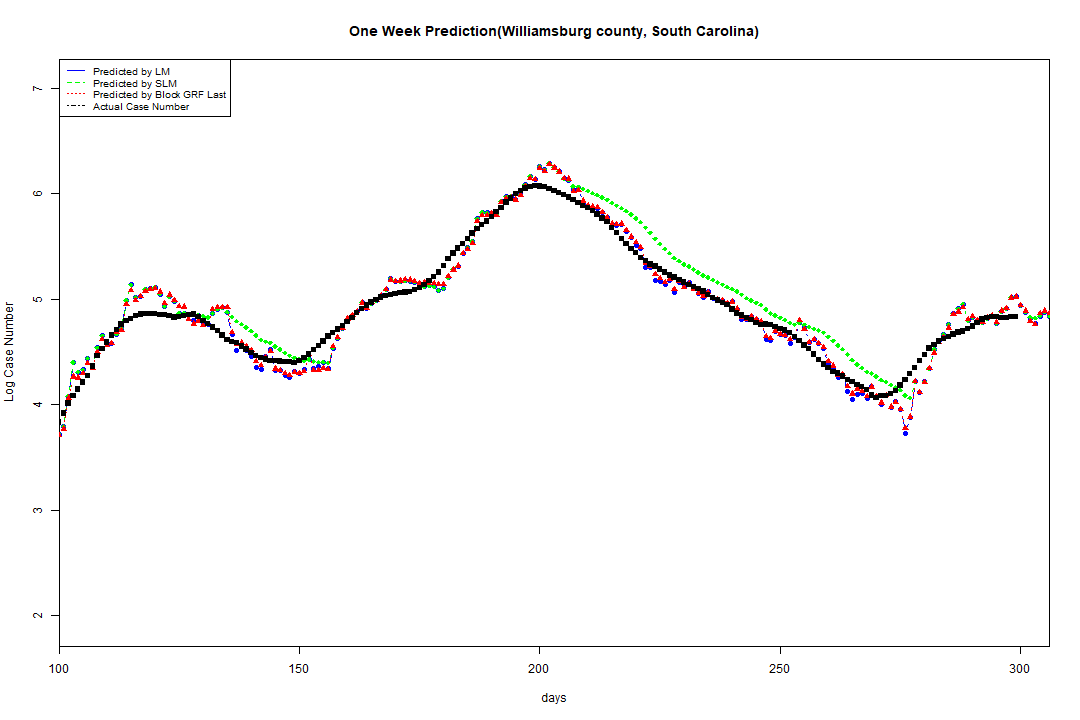 One Week Prediction(Williamsburg county, South Carolina)
Predicted by LM
Predicted by SLM
Predicted by Block GRF Last
Actual Case Number
7
6
5
4
3
2
Log Case Number
100 150 200 250 300
days